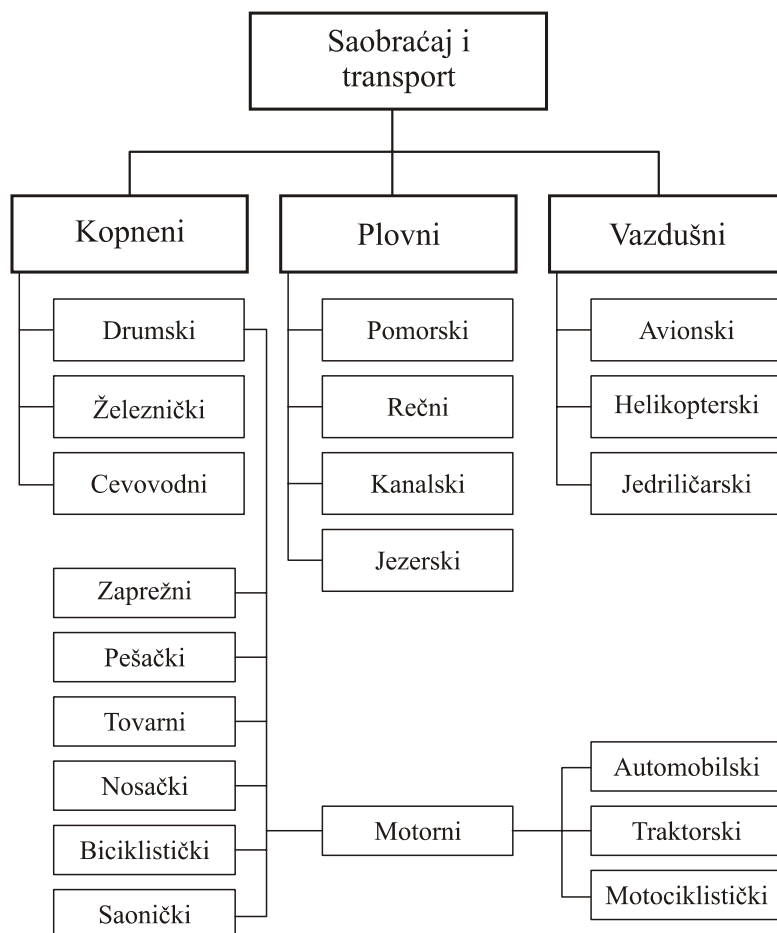 Saobraćaj i
transport
Kopneni
Plovni
Vazdušni
Drumski
Pomorski
Avionski
Železnički
Rečni
Helikopterski
Cevovodni
Kanalski
Jedriličarski
Jezerski
Zaprežni
Pešački
Tovarni
Nosački
Automobilski
Biciklistički
Motorni
Traktorski
Saonički
Motociklistički